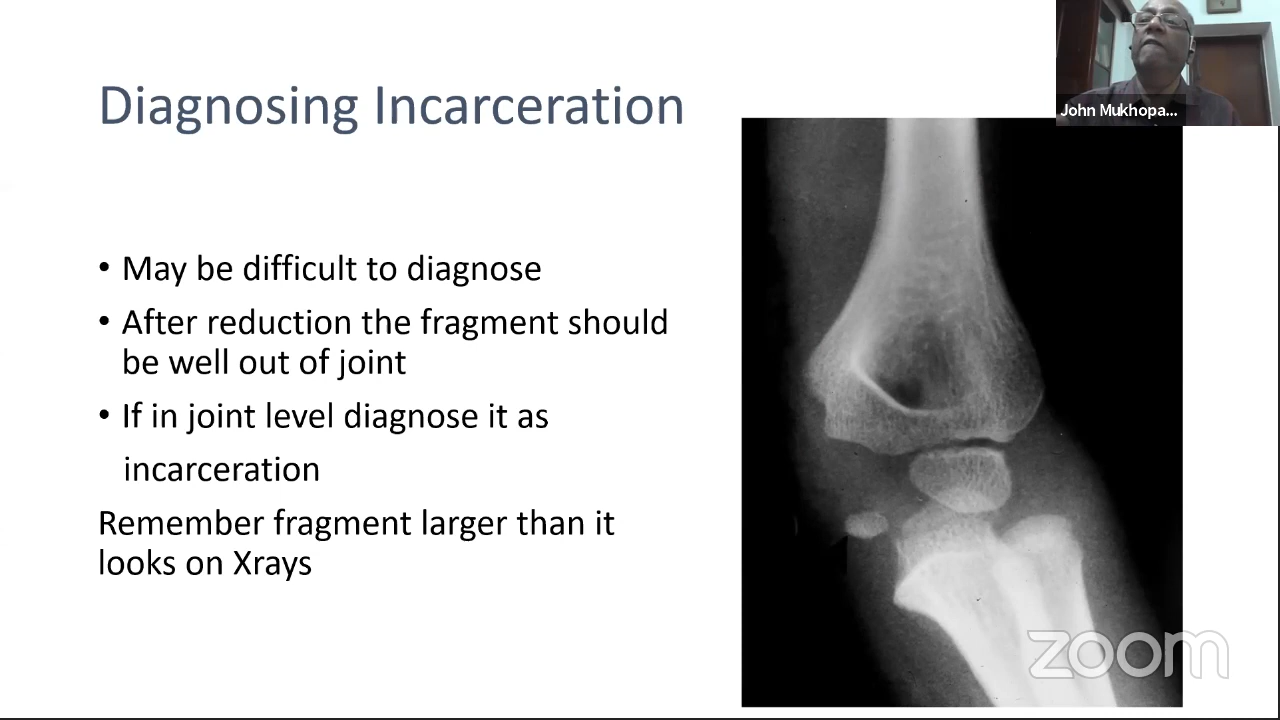 John Mukhopa...
Diagnosing Incarceration
• May be difficult to diagnose
• After reduction the fragment should
be well out of joint
• If in joint level diagnose it as
incarceration
Remember fragment larger than it
looks on Xrays
zoom